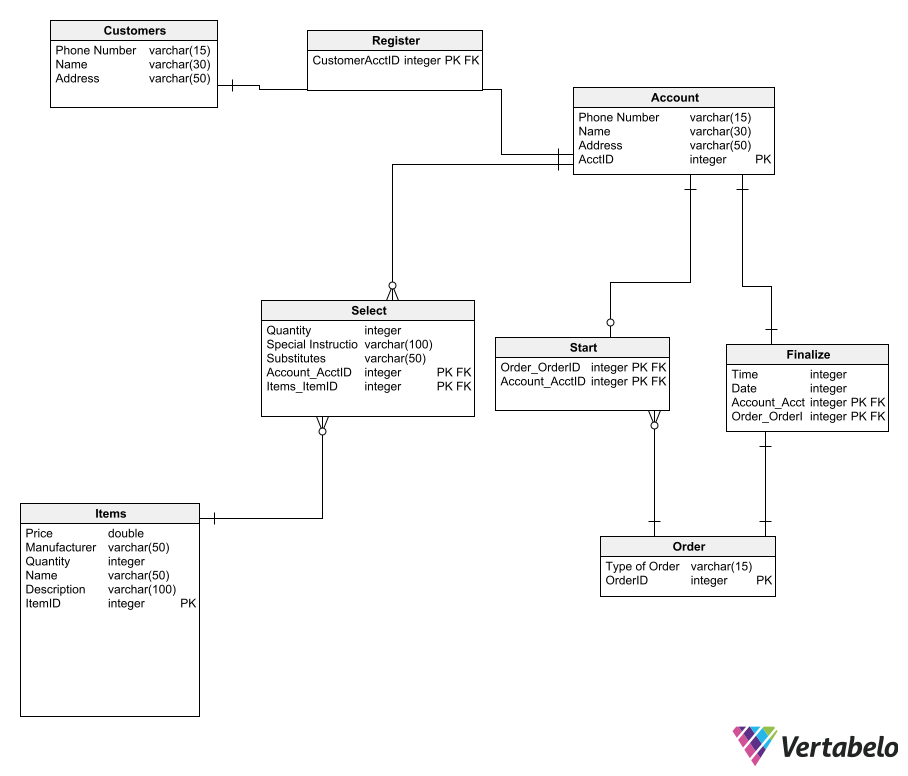 Customers
Phone Number varchar(15)
Name varchar(30)
Address varchar(50)
Register
CustomerAcctID integer PK FK
Account
Phone Number varchar(15)
Name varchar(30)
Address varchar(50)
AcctID integer PK
Select
Quantity integer
Special Instructio varchar(100)
Substitutes varchar(50)
Account_AcctID integer PK FK
Items_ItemID integer PK FK
Start
Order_OrderID integer PK FK
Account_AcctID integer PK FK
Finalize
Time integer
Date integer
Account_Acct integer PK FK
Order_OrderI integer PK FK
Items
Price double
Manufacturer varchar(50)
Quantity integer
Name varchar(50)
Description varchar(100)
ItemID integer PK
Order
Type of Order varchar(15)
OrderID integer PK
Vertabelo